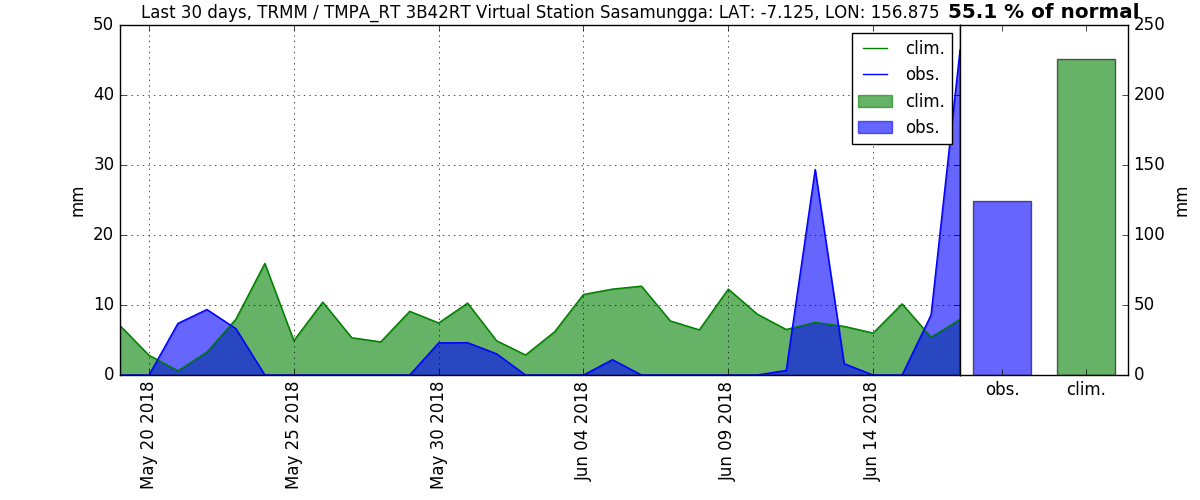 Last 30 days, TRMM / TMPA_RT 3B42RT Virtual Station Sasamungga: LAT: -7.125, LON: 156.875 55.1 % of normal
50
40
30
20
10
0
mm
clim.
obs.
clim.
obs.
250
200
150
100
50
0
mm
May 20 2018
May 25 2018
May 30 2018
Jun 04 2018
Jun 09 2018
Jun 14 2018
obs.
clim.